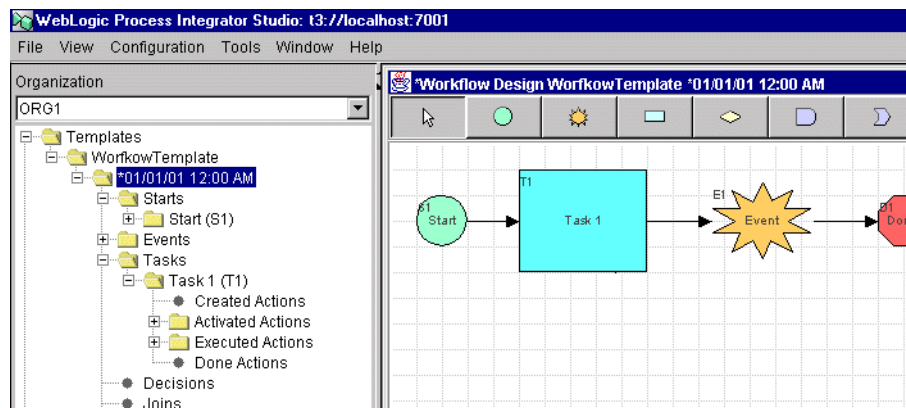 WebLogic Process Integrator Studio: t3://localhost:7001
File View Configuration Tools Window Help
Organization
ORG1
Templates
WorfkowTemplate
*01/01/01 12:00 AM
Starts
Start (S1)
Events
Tasks
Task 1 (T1)
Created Actions
Activated Actions
Executed Actions
Done Actions
Decisions
Joins
*Workflow Design WorfkowTemplate *01/01/01 12:00 AM
S1
Start
T1
Task 1
E1
Event
D1
Don